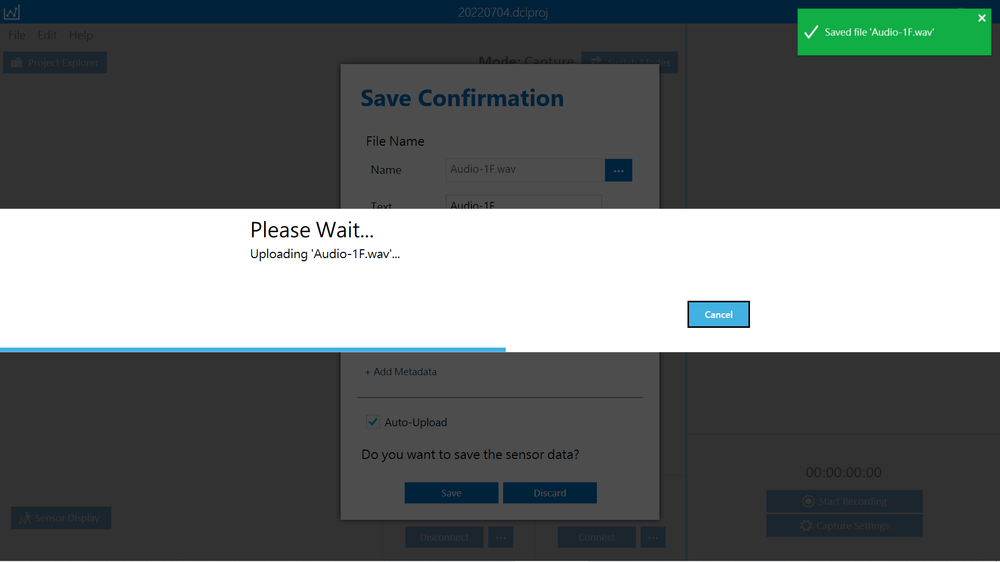 20220704.dclproj
Saved file 'Audio-1F.wav'
File Edit Help
Project Explorer
Mode: Capture
Switch Modes
Save Confirmation
File Name
Name
Audio-1F.wav
...
Text
Audio-1F
Please Wait...
Uploading 'Audio-1F.wav'...
Cancel
+ Add Metadata
Auto-Upload
Do you want to save the sensor data?
Save
Discard
00:00:00:00
Start Recording
Capture Settings
Sensor Display
Disconnect
...
Connect
...